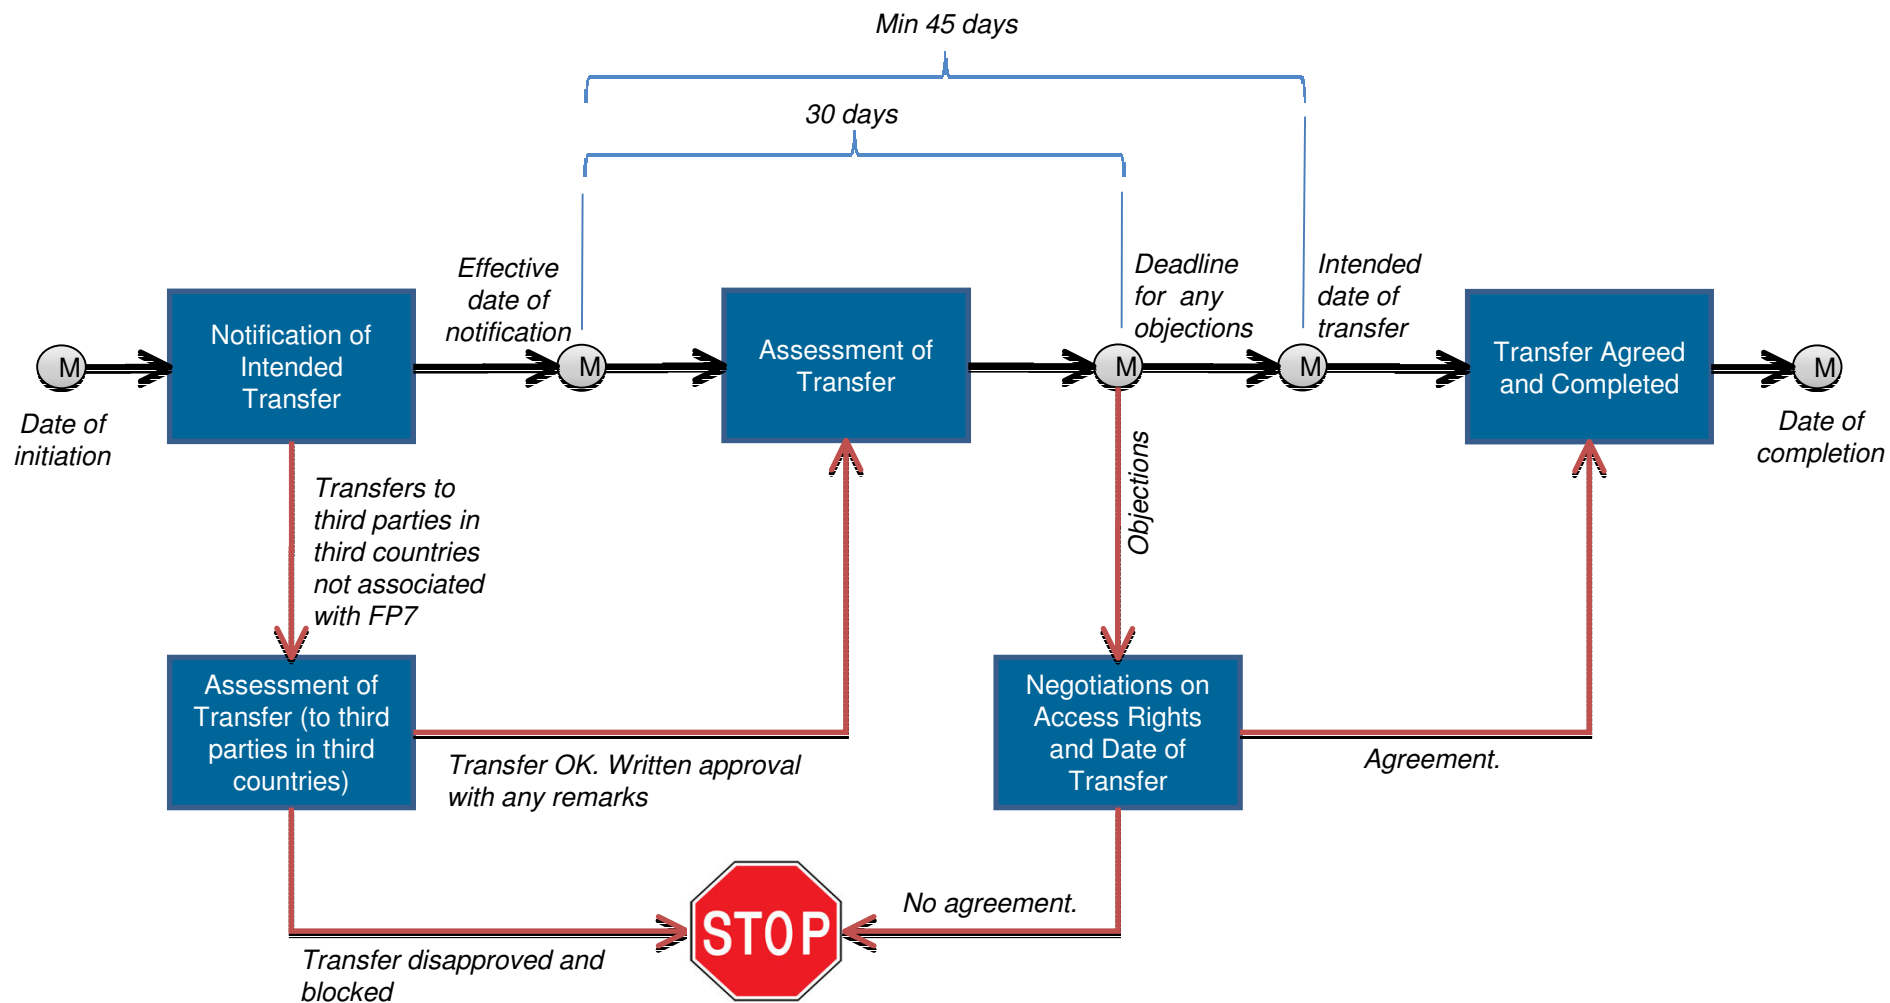 Min 45 days
30 days
Effective
date of
notification
Deadline
for any
objections
Intended
date of
transfer
Notification of
Intended
Transfer
Assessment of
Transfer
Transfer Agreed
and Completed
M
M
M
M
M
Date of
initiation
Date of
completion
Objections
Transfers to
third parties in
third countries
not associated
with FP7
Assessment of
Transfer (to third
parties in third
countries)
Negotiations on
Access Rights
and Date of
Transfer
Transfer OK. Written approval
with any remarks
Agreement.
No agreement.
STOP
Transfer disapproved and
blocked